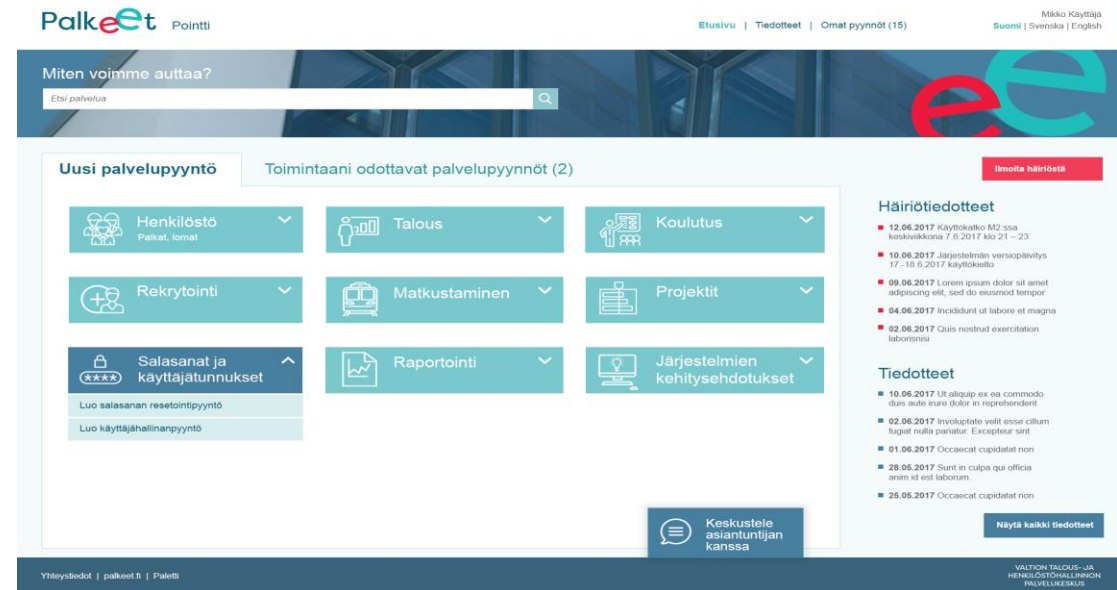 Palkeet Pointti
Etusivu | Tiedotteet | Omat pyynnöt (15)
Mikko Käyttäjä
Suomi | Svenska | English
Miten voimme auttaa?
Etsi palvelua
Uusi palvelupyyntö
Toimintaani odottavat palvelupyynnöt (2)
Henkilöstö
Palkat, lomat
Talous
Koulutus
Rekrytointi
Matkustaminen
Projektit
Salasanat ja
käyttäjätunnukset
Raportointi
Järjestelmien
kehitysehdotukset
Luo salasanan resetointipyyntö
Luo käyttäjähallinanpyyntö
Keskustele
asiantuntijan
kanssa
Ilmoita häiriöstä
Häiriötiedotteet
12.06.2017 Käyttökatko M2:ssa
keskiviikkona 7.6.2017 klo 21 – 23
10.06.2017 Järjestelmän versiopäivitys
17.-18.6.2017 käyttökielto
09.06.2017 Lorem ipsum dolor sit amet
adipiscing elit, sed do eiusmod tempor
04.06.2017 Incididunt ut labore et magna
02.06.2017 Quis nostrud exercitation
laborisnisi
Tiedotteet
10.06.2017 Ut aliquip ex ea commodo
duis aute irure dolor in reprehenderit
02.06.2017 Involuptate velit esse cillum
fugiat nulla pariatur. Excepteur sint
01.06.2017 Occaecat cupidatat non
28.05.2017 Sunt in culpa qui officia
anim id est laborum.
25.05.2017 Occaecat cupidatat non
Näytä kaikki tiedotteet
Yhteystiedot | palkeet.fi | Paletti
VALTION TALOUS- JA
HENKILÖSTÖHALLINNON
PALVELUKESKUS